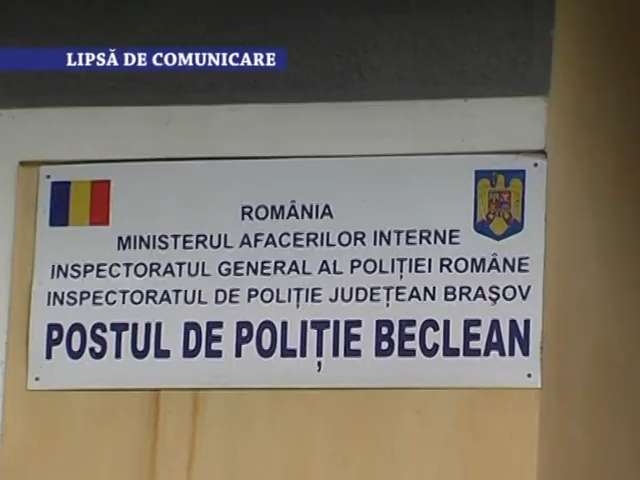 LIPSĂ DE COMUNICARE
ROMÂNIA
MINISTERUL AFACERILOR INTERNE
INSPECTORATUL GENERAL AL POLIȚIEI ROMÂNE
INSPECTORATUL DE POLIȚIE JUDEȚEAN BRAŞOV
POSTUL DE POLIȚIE BECLEAN